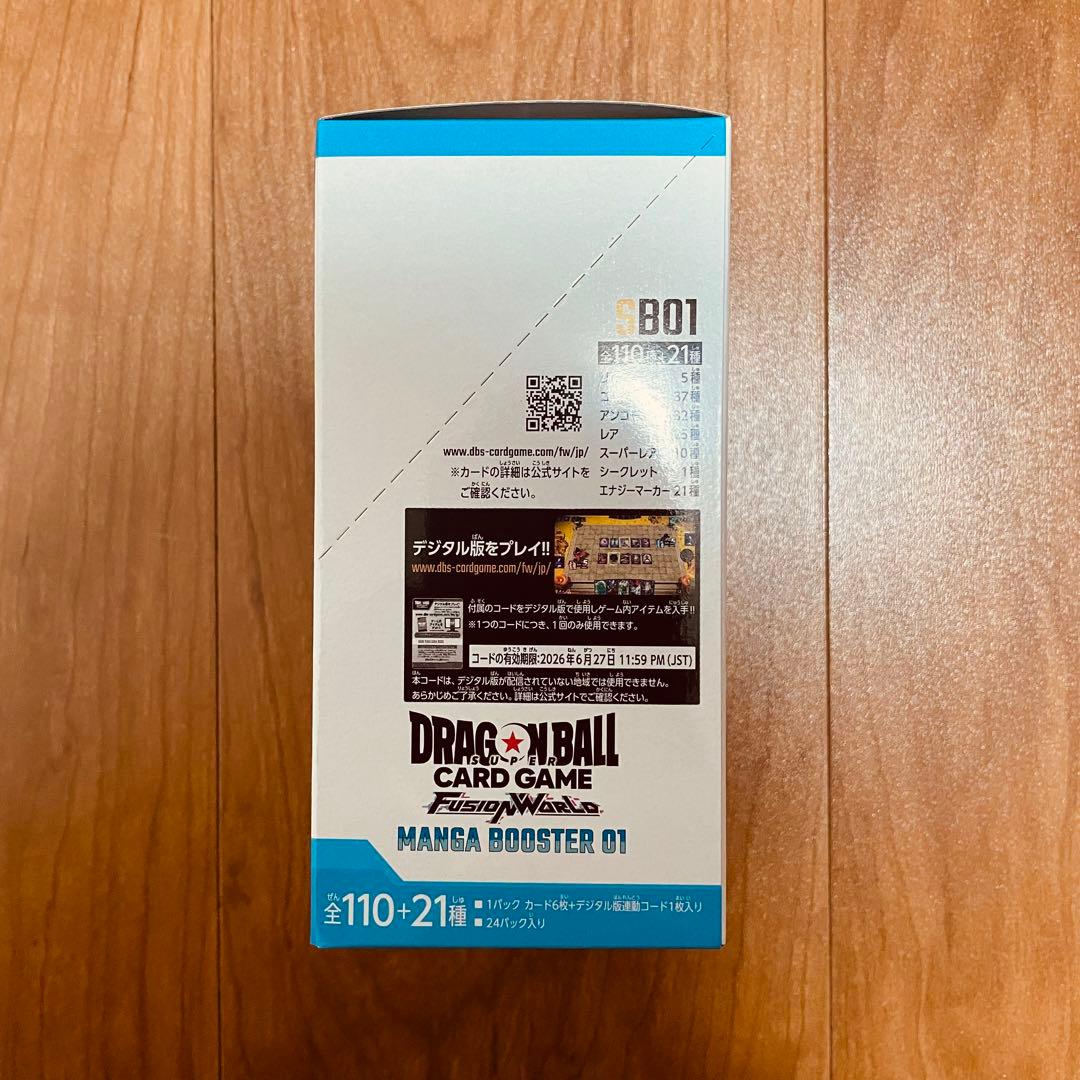 SB01
全110種+21種
5種
37種
アンコ 32種
レア 5種
スーパーレア 10種
シークレット 1種
エナジーマーカー 21種
www.dbs-cardgame.com/fw/jp/
※カードの詳細は公式サイトを
ご確認ください。
デジタル版をプレイ!!
www.dbs-cardgame.com/fw/jp/
付属のコードをデジタル版で使用しゲーム内アイテムを入手!!
※1つのコードにつき、1回のみ使用できます。
コードの有効期限:2026年6月27日 11:59 PM (JST)
本コードは、デジタル版が配信されていない地域では使用できません。
あらかじめご了承ください。詳細は公式サイトでご確認ください。
DRAGON BALL
SUPER
CARD GAME
FUSION WORLD
MANGA BOOSTER 01
全110+21種
■1パック カード6枚+デジタル版連動コード1枚入り
■24パック入り